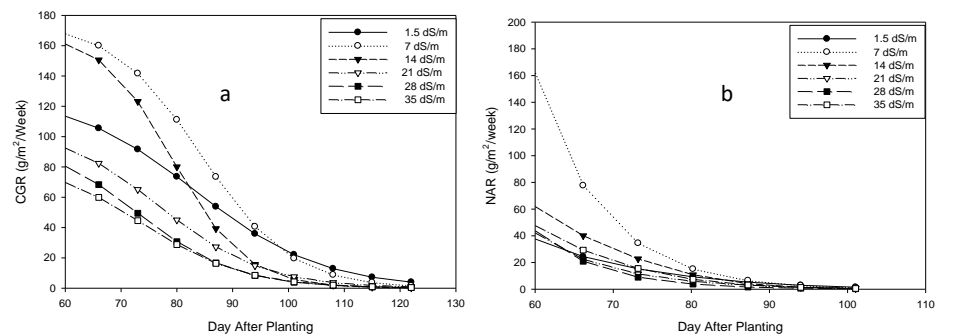 180
160
140
120
100
80
60
40
20
0
CGR (g/m²/Week)
60 70 80 90 100 110 120 130
Day After Planting
a
1.5 dS/m
7 dS/m
14 dS/m
21 dS/m
28 dS/m
35 dS/m
200
180
160
140
120
100
80
60
40
20
0
NAR (g/m²/week)
60 70 80 90 100 110
Day After Planting
b
1.5 dS/m
7 dS/m
14 dS/m
21 dS/m
28 dS/m
35 dS/m